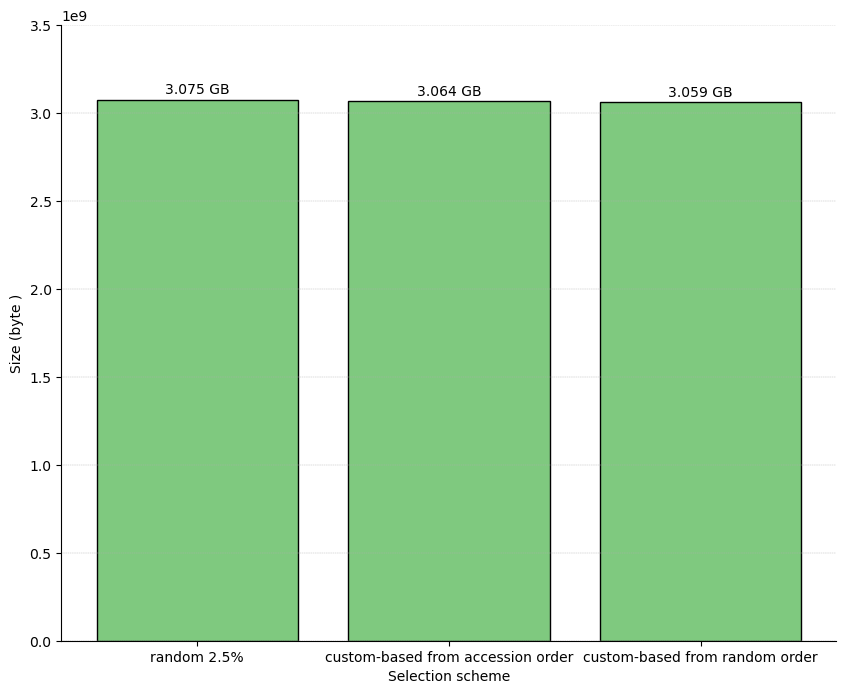 1e9
3.5
3.075 GB
3.064 GB
3.059 GB
3.0
2.5
2.0
1.5
1.0
0.5
0.0
Size (byte )
random 2.5%
custom-based from accession order
custom-based from random order
Selection scheme